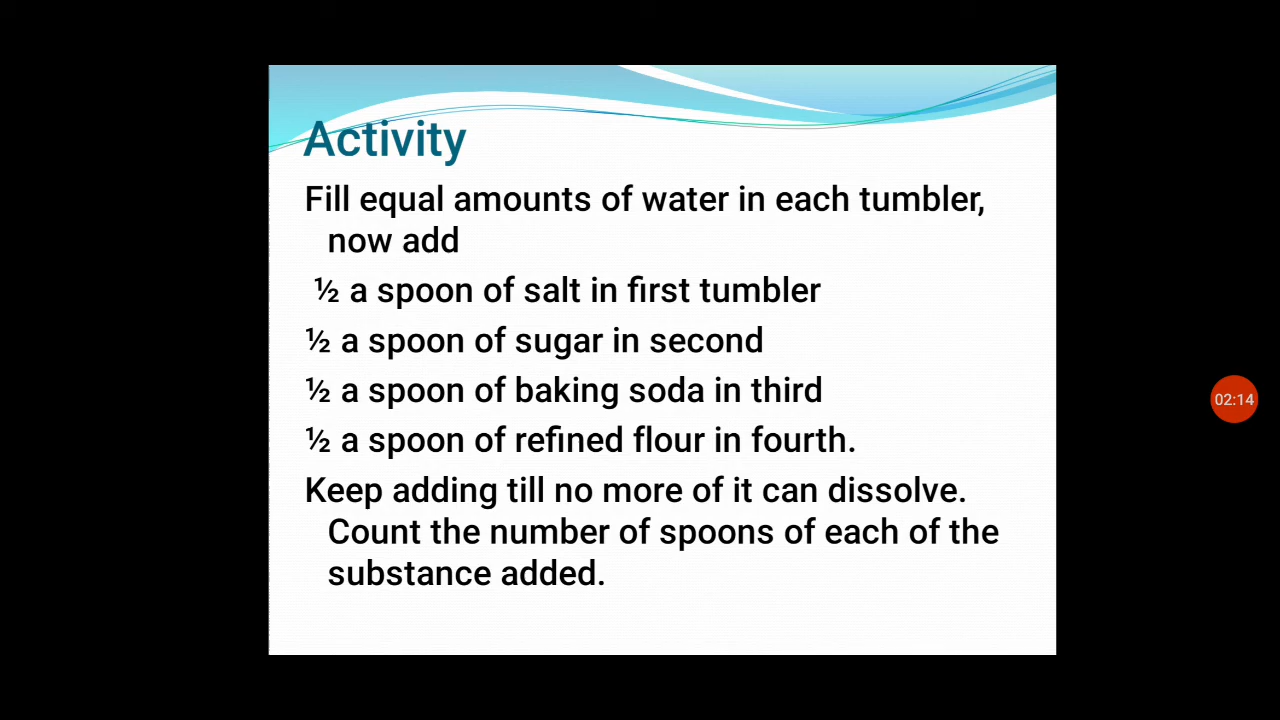 Activity
Fill equal amounts of water in each tumbler,
now add
½ a spoon of salt in first tumbler
½ a spoon of sugar in second
½ a spoon of baking soda in third
½ a spoon of refined flour in fourth.
Keep adding till no more of it can dissolve.
Count the number of spoons of each of the
substance added.
02:14